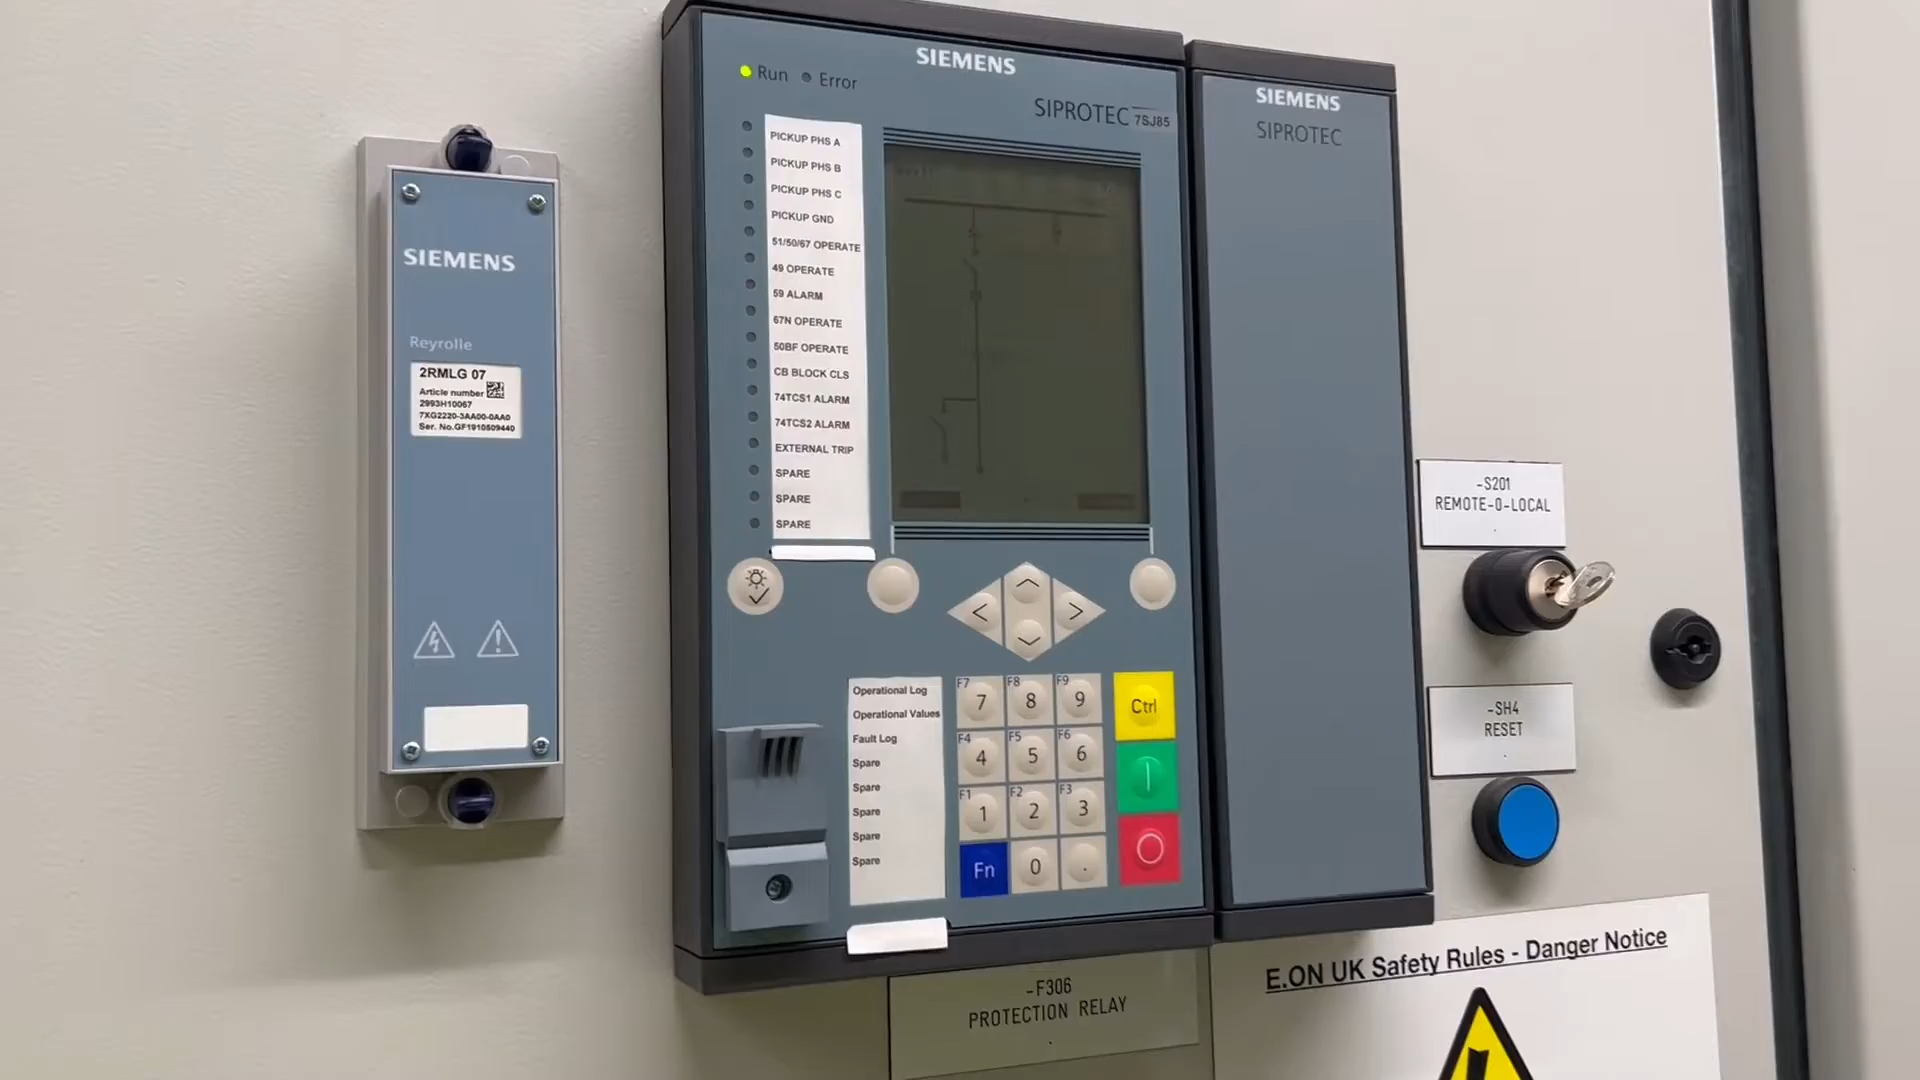 SIEMENS
Reyrolle
2RMLG 07
Article number
2993H10067
7XG2220-3AA00-0AA0
Ser. No.GF1910509440
Run
Error
SIEMENS
SIPROTEC 7SJ85
PICKUP PHS A
PICKUP PHS B
PICKUP PHS C
PICKUP GND
51/50/67 OPERATE
49 OPERATE
59 ALARM
67N OPERATE
50BF OPERATE
CB BLOCK CLS
74TCS1 ALARM
74TCS2 ALARM
EXTERNAL TRIP
SPARE
SPARE
SPARE
Operational Log
Operational Values
Fault Log
Spare
Spare
Spare
Spare
Spare
F7 7 F8 8 F9 9 Ctrl
F4 4 F5 5 F6 6
F1 1 F2 2 F3 3
Fn 0 .
SIEMENS
SIPROTEC
-S201
REMOTE-0-LOCAL
-SH4
RESET
-F306
PROTECTION RELAY
E.ON UK Safety Rules - Danger Notice